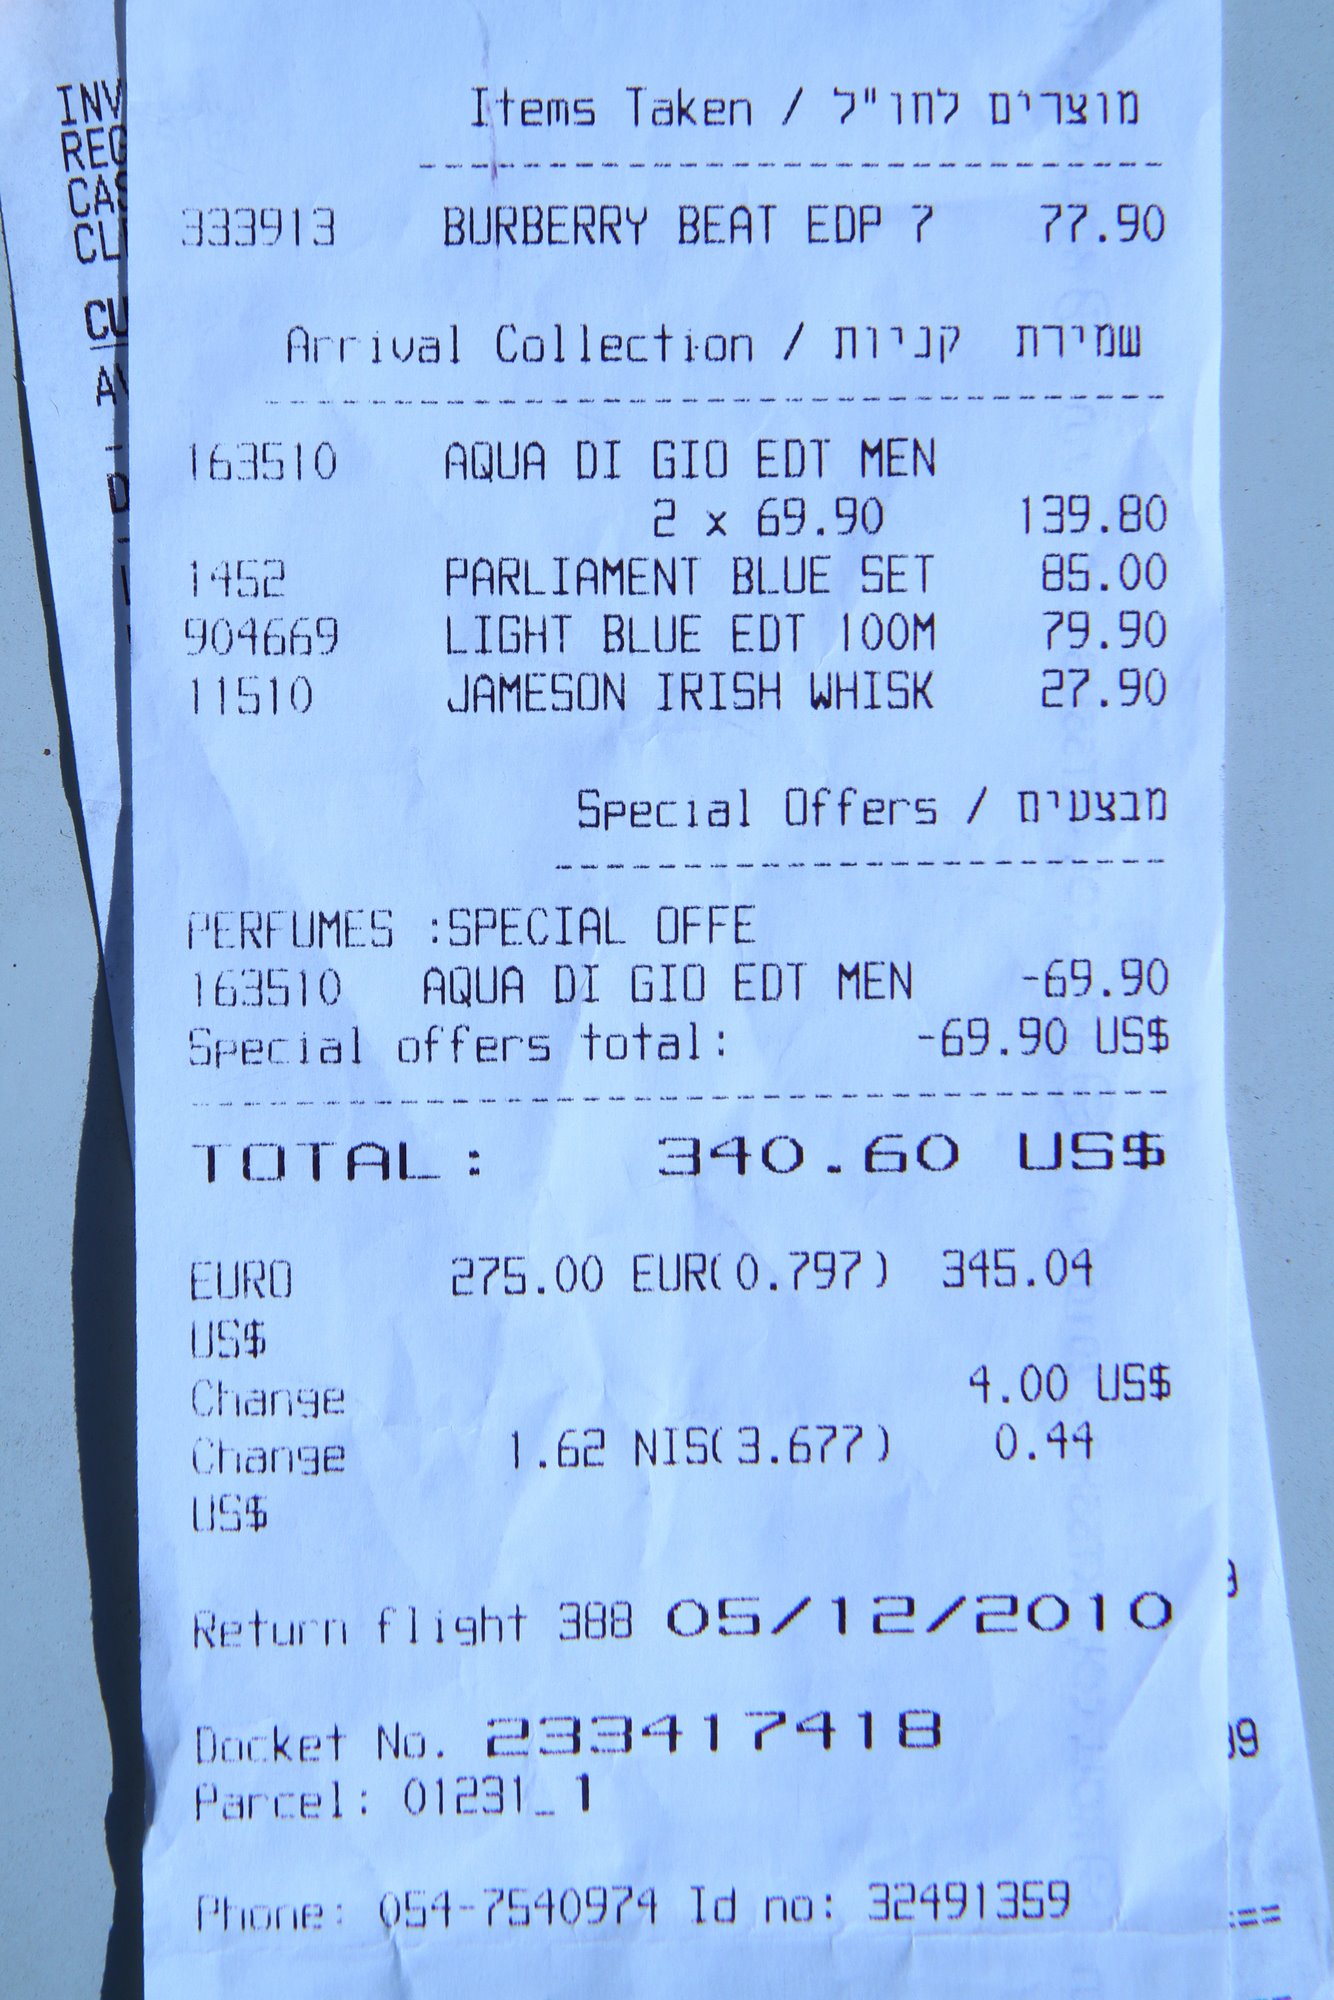 INV
REG
CAS
CLI
CU
Items Taken / מוצרים לחו"ל
333913 BURBERRY BEAT EDP 7 77.90
Arrival Collection / שמירת קניות
163510 AQUA DI GIO EDT MEN
2 x 69.90 139.80
1452 PARLIAMENT BLUE SET 85.00
904669 LIGHT BLUE EDT 100M 79.90
11510 JAMESON IRISH WHISK 27.90
Special Offers / מבצעים
PERFUMES :SPECIAL OFFE
163510 AQUA DI GIO EDT MEN -69.90
Special offers total: -69.90 US$
TOTAL: 340.60 US$
EURO 275.00 EUR(0.797) 345.04
US$
Change 4.00 US$
Change 1.62 NIS(3.677) 0.44
US$
Return flight 388 05/12/2010
Docket No. 233417418
Parcel: 01231_1
Phone: 054-7540974 Id no: 32491359